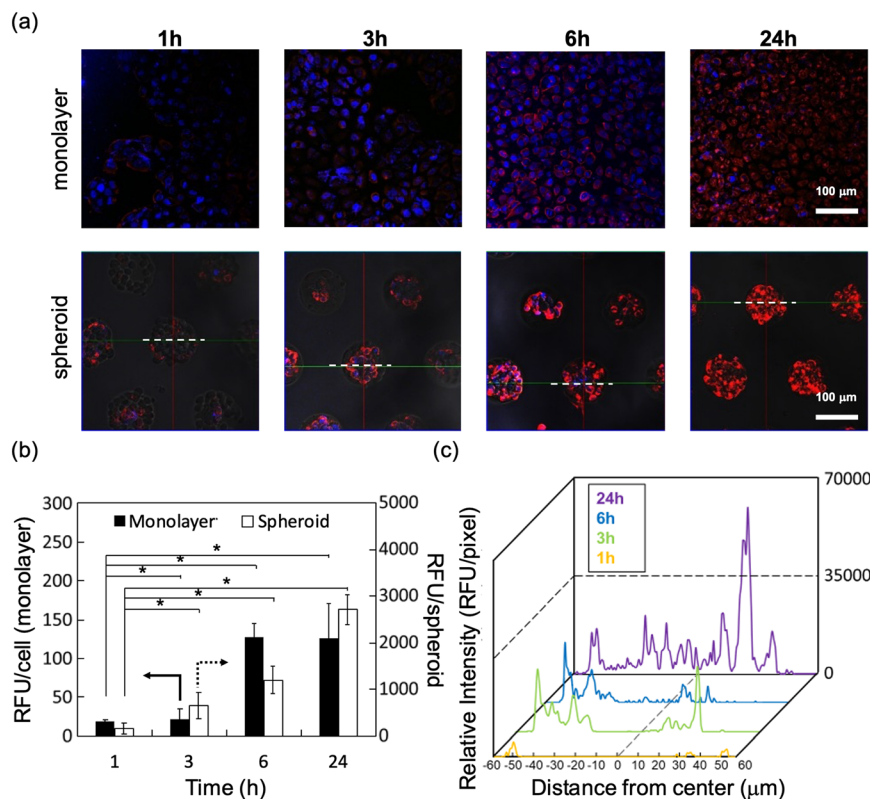 (a)
1h 3h 6h 24h
monolayer
100 μm
spheroid
100 μm
(b)
300 5000
Monolayer Spheroid
250
4000
200
3000
150
2000
100
1000
50
0 0
* * * * * *
1 3 6 24
Time (h)
RFU/cell (monolayer)
RFU/spheroid
(c)
70000
24h
6h
3h
1h
35000
0
Relative Intensity (RFU/pixel)
-60 -50 -40 -30 -20 -10 0 10 20 30 40 50 60
Distance from center (μm)